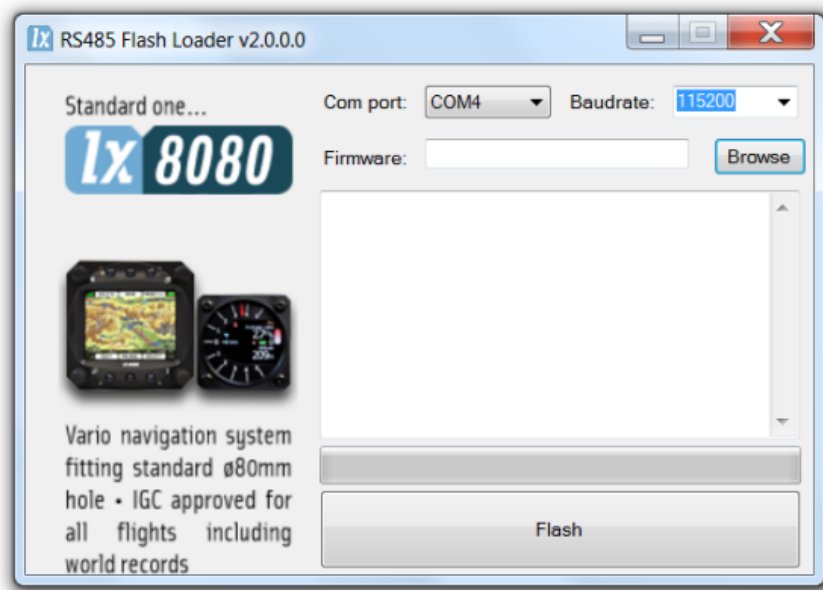 lx RS485 Flash Loader v2.0.0.0
Standard one...
lx 8080
Com port: COM4 Baudrate: 115200
Firmware: Browse
Vario navigation system
fitting standard ø80mm
hole • IGC approved for
all flights including
world records
Flash